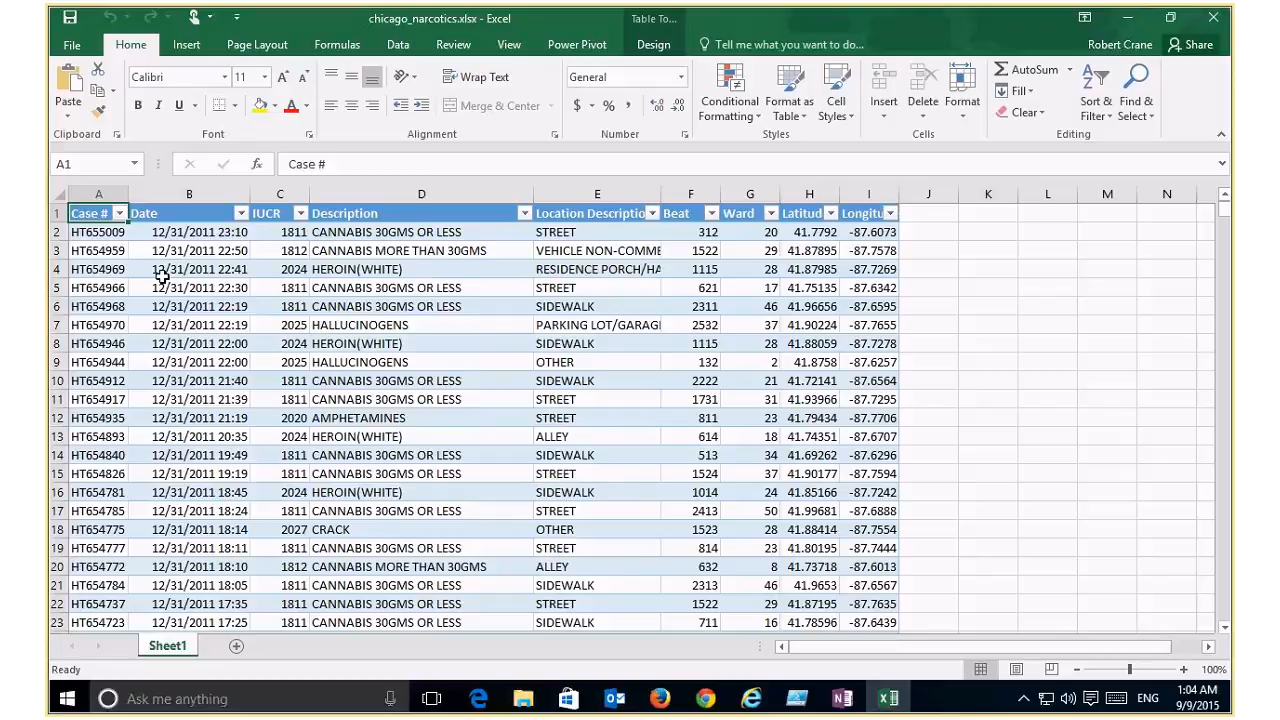 chicago_narcotics.xlsx - Excel
Table To...
File Home Insert Page Layout Formulas Data Review View Power Pivot Design Tell me what you want to do... Robert Crane Share
Paste
Calibri 11
B I U
Wrap Text
Merge & Center
General
$ % ,
Conditional Formatting
Format as Table
Cell Styles
Insert
Delete
Format
AutoSum
Fill
Clear
Sort & Filter
Find & Select
Clipboard Font Alignment Number Styles Cells Editing
A1 fx Case #
A B C D E F G H I J K L M N
1 Case # Date IUCR Description Location Descriptio Beat Ward Latitud Longitu
2 HT655009 12/31/2011 23:10 1811 CANNABIS 30GMS OR LESS STREET 312 20 41.7792 -87.6073
3 HT654959 12/31/2011 22:50 1812 CANNABIS MORE THAN 30GMS VEHICLE NON-COMME 1522 29 41.87895 -87.7578
4 HT654969 12/31/2011 22:41 2024 HEROIN(WHITE) RESIDENCE PORCH/HA 1115 28 41.87985 -87.7269
5 HT654966 12/31/2011 22:30 1811 CANNABIS 30GMS OR LESS STREET 621 17 41.75135 -87.6342
6 HT654968 12/31/2011 22:19 1811 CANNABIS 30GMS OR LESS SIDEWALK 2311 46 41.96656 -87.6595
7 HT654970 12/31/2011 22:19 2025 HALLUCINOGENS PARKING LOT/GARAG 2532 37 41.90224 -87.7655
8 HT654946 12/31/2011 22:00 2024 HEROIN(WHITE) SIDEWALK 1115 28 41.88059 -87.7278
9 HT654944 12/31/2011 22:00 2025 HALLUCINOGENS OTHER 132 2 41.8758 -87.6257
10 HT654912 12/31/2011 21:40 1811 CANNABIS 30GMS OR LESS SIDEWALK 2222 21 41.72141 -87.6564
11 HT654917 12/31/2011 21:39 1811 CANNABIS 30GMS OR LESS STREET 1731 31 41.93966 -87.7295
12 HT654935 12/31/2011 21:19 2020 AMPHETAMINES STREET 811 23 41.79434 -87.7706
13 HT654893 12/31/2011 20:35 2024 HEROIN(WHITE) ALLEY 614 18 41.74351 -87.6707
14 HT654840 12/31/2011 19:49 1811 CANNABIS 30GMS OR LESS SIDEWALK 513 34 41.69262 -87.6296
15 HT654826 12/31/2011 19:19 1811 CANNABIS 30GMS OR LESS STREET 1524 37 41.90177 -87.7594
16 HT654781 12/31/2011 18:45 2024 HEROIN(WHITE) SIDEWALK 1014 24 41.85166 -87.7242
17 HT654785 12/31/2011 18:24 1811 CANNABIS 30GMS OR LESS STREET 2413 50 41.99681 -87.6888
18 HT654775 12/31/2011 18:14 2027 CRACK OTHER 1523 28 41.88414 -87.7554
19 HT654777 12/31/2011 18:11 1811 CANNABIS 30GMS OR LESS STREET 814 23 41.80195 -87.7444
20 HT654772 12/31/2011 18:10 1812 CANNABIS MORE THAN 30GMS ALLEY 632 8 41.73718 -87.6013
21 HT654784 12/31/2011 18:05 1811 CANNABIS 30GMS OR LESS SIDEWALK 2313 46 41.9653 -87.6567
22 HT654737 12/31/2011 17:35 1811 CANNABIS 30GMS OR LESS STREET 1522 29 41.87195 -87.7635
23 HT654723 12/31/2011 17:25 1811 CANNABIS 30GMS OR LESS SIDEWALK 711 16 41.78596 -87.6439
Sheet1
Ready 100%
Ask me anything ENG 1:04 AM
9/9/2015